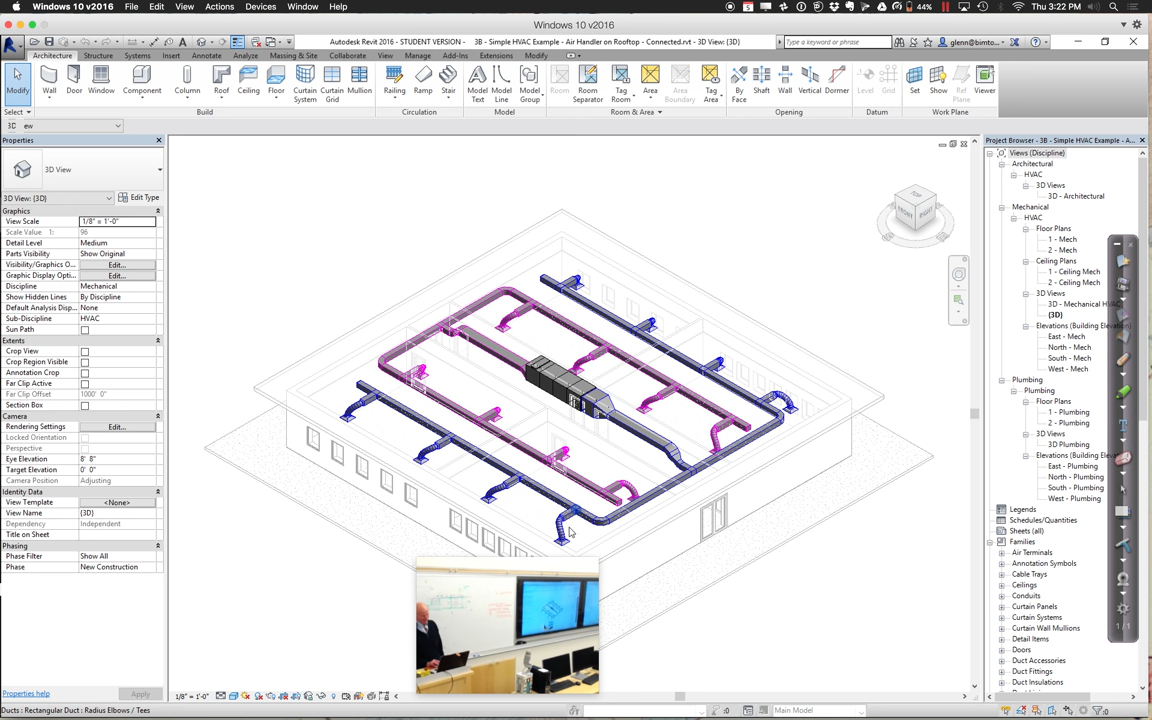 Windows 10 v2016 File Edit View Actions Devices Window Help 44% Thu 3:22 PM
Windows 10 v2016
Autodesk Revit 2016 - STUDENT VERSION - 3B - Simple HVAC Example - Air Handler on Rooftop - Connected.rvt - 3D View: {3D} Type a keyword or phrase glenn@bimto...
Architecture Structure Systems Insert Annotate Analyze Massing & Site Collaborate View Manage Add-Ins Extensions Modify
Modify Wall Door Window Component Column Roof Ceiling Floor Curtain System Curtain Grid Mullion Railing Ramp Stair Model Text Model Line Model Group Room Room Separator Tag Room Area Area Boundary Tag Area By Face Shaft Wall Vertical Dormer Level Grid Set Show Ref Plane Viewer
Select Build Circulation Model Room & Area Opening Datum Work Plane
3D ew
Properties
3D View
3D View: {3D} Edit Type
Graphics
View Scale 1/8" = 1'-0"
Scale Value 1: 96
Detail Level Medium
Parts Visibility Show Original
Visibility/Graphics O... Edit...
Graphic Display Opti... Edit...
Discipline Mechanical
Show Hidden Lines By Discipline
Default Analysis Disp... None
Sub-Discipline HVAC
Sun Path
Extents
Crop View
Crop Region Visible
Annotation Crop
Far Clip Active
Far Clip Offset 1000' 0"
Section Box
Camera
Rendering Settings Edit...
Locked Orientation
Perspective
Eye Elevation 8' 8"
Target Elevation 0' 0"
Camera Position Adjusting
Identity Data
View Template <None>
View Name {3D}
Dependency Independent
Title on Sheet
Phasing
Phase Filter Show All
Phase New Construction
Properties help Apply
TOP
FRONT RIGHT
Project Browser - 3B - Simple HVAC Example - A...
Views (Discipline)
Architectural
HVAC
3D Views
3D - Architectural
Mechanical
HVAC
Floor Plans
1 - Mech
2 - Mech
Ceiling Plans
1 - Ceiling Mech
2 - Ceiling Mech
3D Views
3D - Mechanical HVAC
{3D}
Elevations (Building Elevation)
East - Mech
North - Mech
South - Mech
West - Mech
Plumbing
Plumbing
Floor Plans
1 - Plumbing
2 - Plumbing
3D Views
3D Plumbing
Elevations (Building Elevation)
East - Plumbing
North - Plumbing
South - Plumbing
West - Plumbing
Legends
Schedules/Quantities
Sheets (all)
Families
Air Terminals
Annotation Symbols
Cable Trays
Ceilings
Conduits
Curtain Panels
Curtain Systems
Curtain Wall Mullions
Detail Items
Doors
Duct Accessories
Duct Fittings
Duct Insulations
1 / 1
1/8" = 1'-0"
Ducts : Rectangular Duct : Radius Elbows / Tees :0 Main Model :0